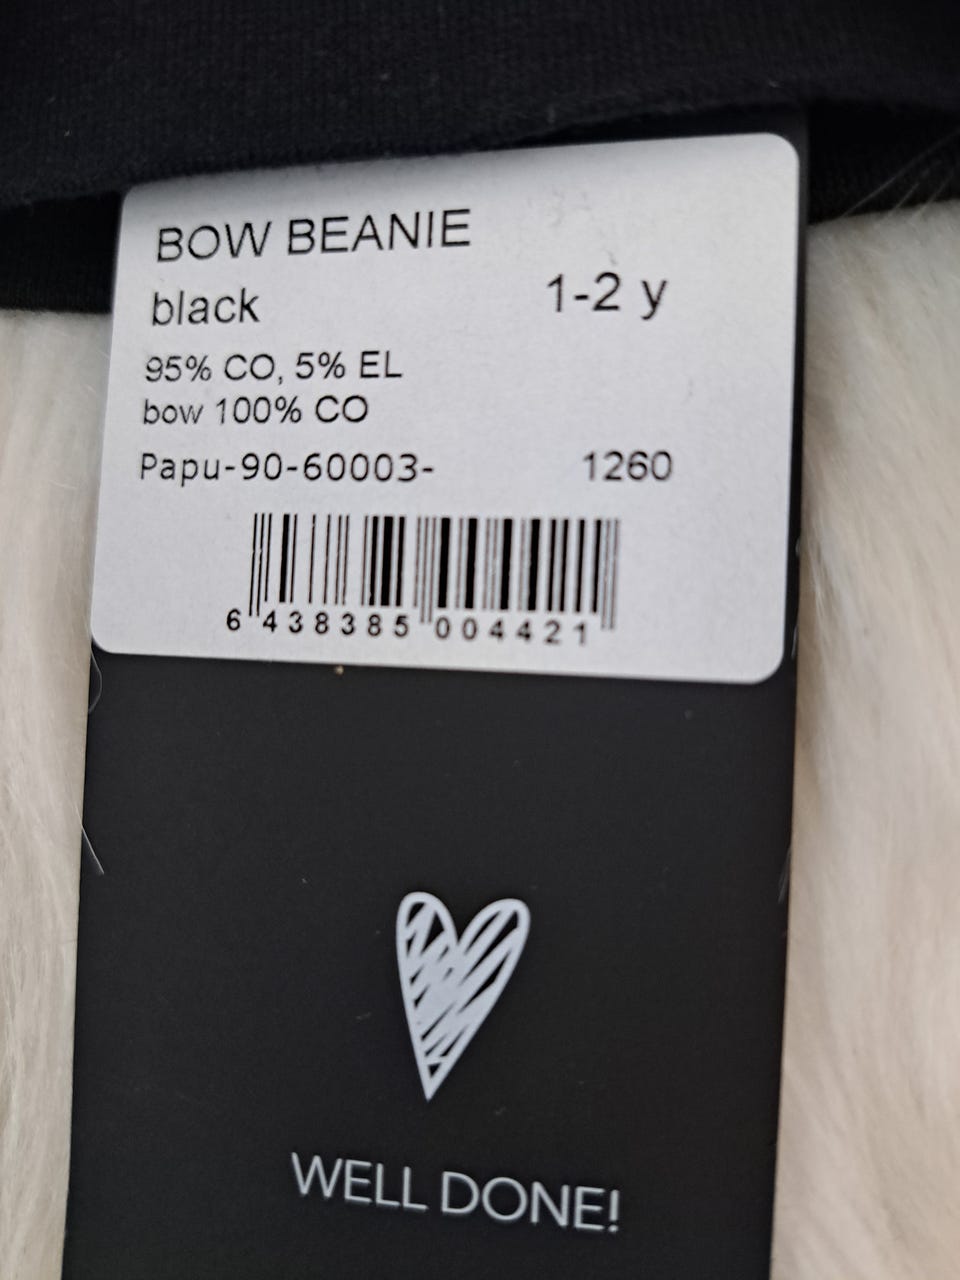 BOW BEANIE
black 1-2 y
95% CO, 5% EL
bow 100% CO
Papu-90-60003- 1260
6 438385 004421
WELL DONE!